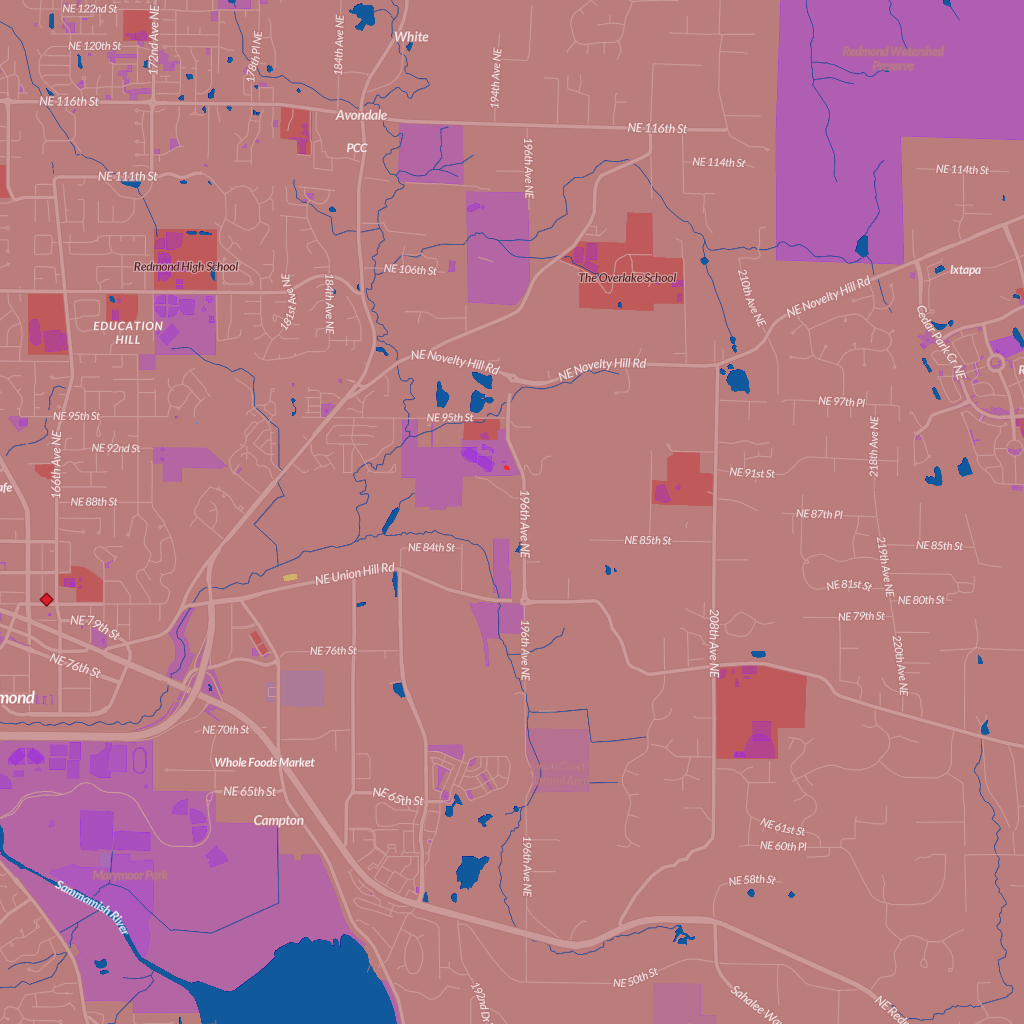 NE 122nd St
White
172nd Ave NE
184th Ave NE
NE 120th St
178th Pl NE
194th Ave NE
Redmond Watershed
Preserve
NE 116th St
Avondale
NE 116th St
PCC
196th Ave NE
NE 114th St
NE 114th St
NE 111th St
Redmond High School
NE 106th St
The Overlake School
Ixtapa
181st Ave NE
184th Ave NE
210th Ave NE
NE Novelty Hill Rd
EDUCATION
HILL
Cedar Park Cr NE
NE Novelty Hill Rd
NE Novelty Hill Rd
R
NE 95th St
NE 95th St
NE 97th Pl
NE 92nd St
166th Ave NE
218th Ave NE
NE 91st St
afe
NE 88th St
196th Ave NE
NE 87th Pl
NE 85th St
NE 84th St
NE 85th St
219th Ave NE
NE Union Hill Rd
NE 81st St
NE 80th St
NE 79th St
NE 79th St
NE 76th St
NE 76th St
196th Ave NE
208th Ave NE
220th Ave NE
mond
NE 70th St
Whole Foods Market
NE 65th St
NE 65th St
Campton
NE 61st St
NE 60th Pl
196th Ave NE
Marymoor Park
NE 58th St
Sammamish River
NE 50th St
192nd Dr
Sahalee Way
NE Redm